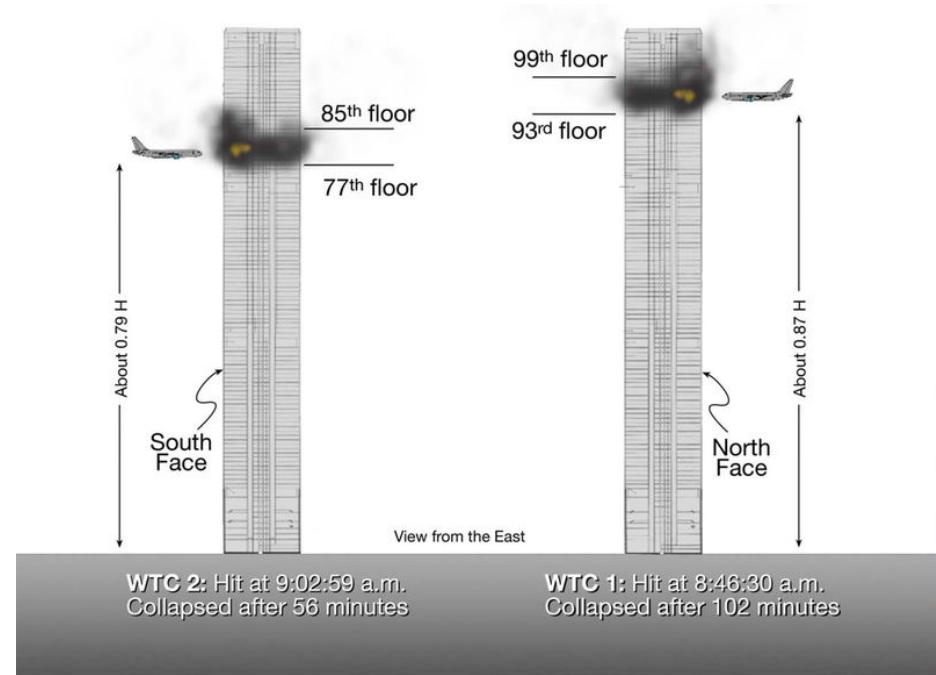 99th floor
93rd floor
85th floor
77th floor
About 0.79 H
About 0.87 H
South
Face
North
Face
View from the East
WTC 2: Hit at 9:02:59 a.m.
Collapsed after 56 minutes
WTC 1: Hit at 8:46:30 a.m.
Collapsed after 102 minutes